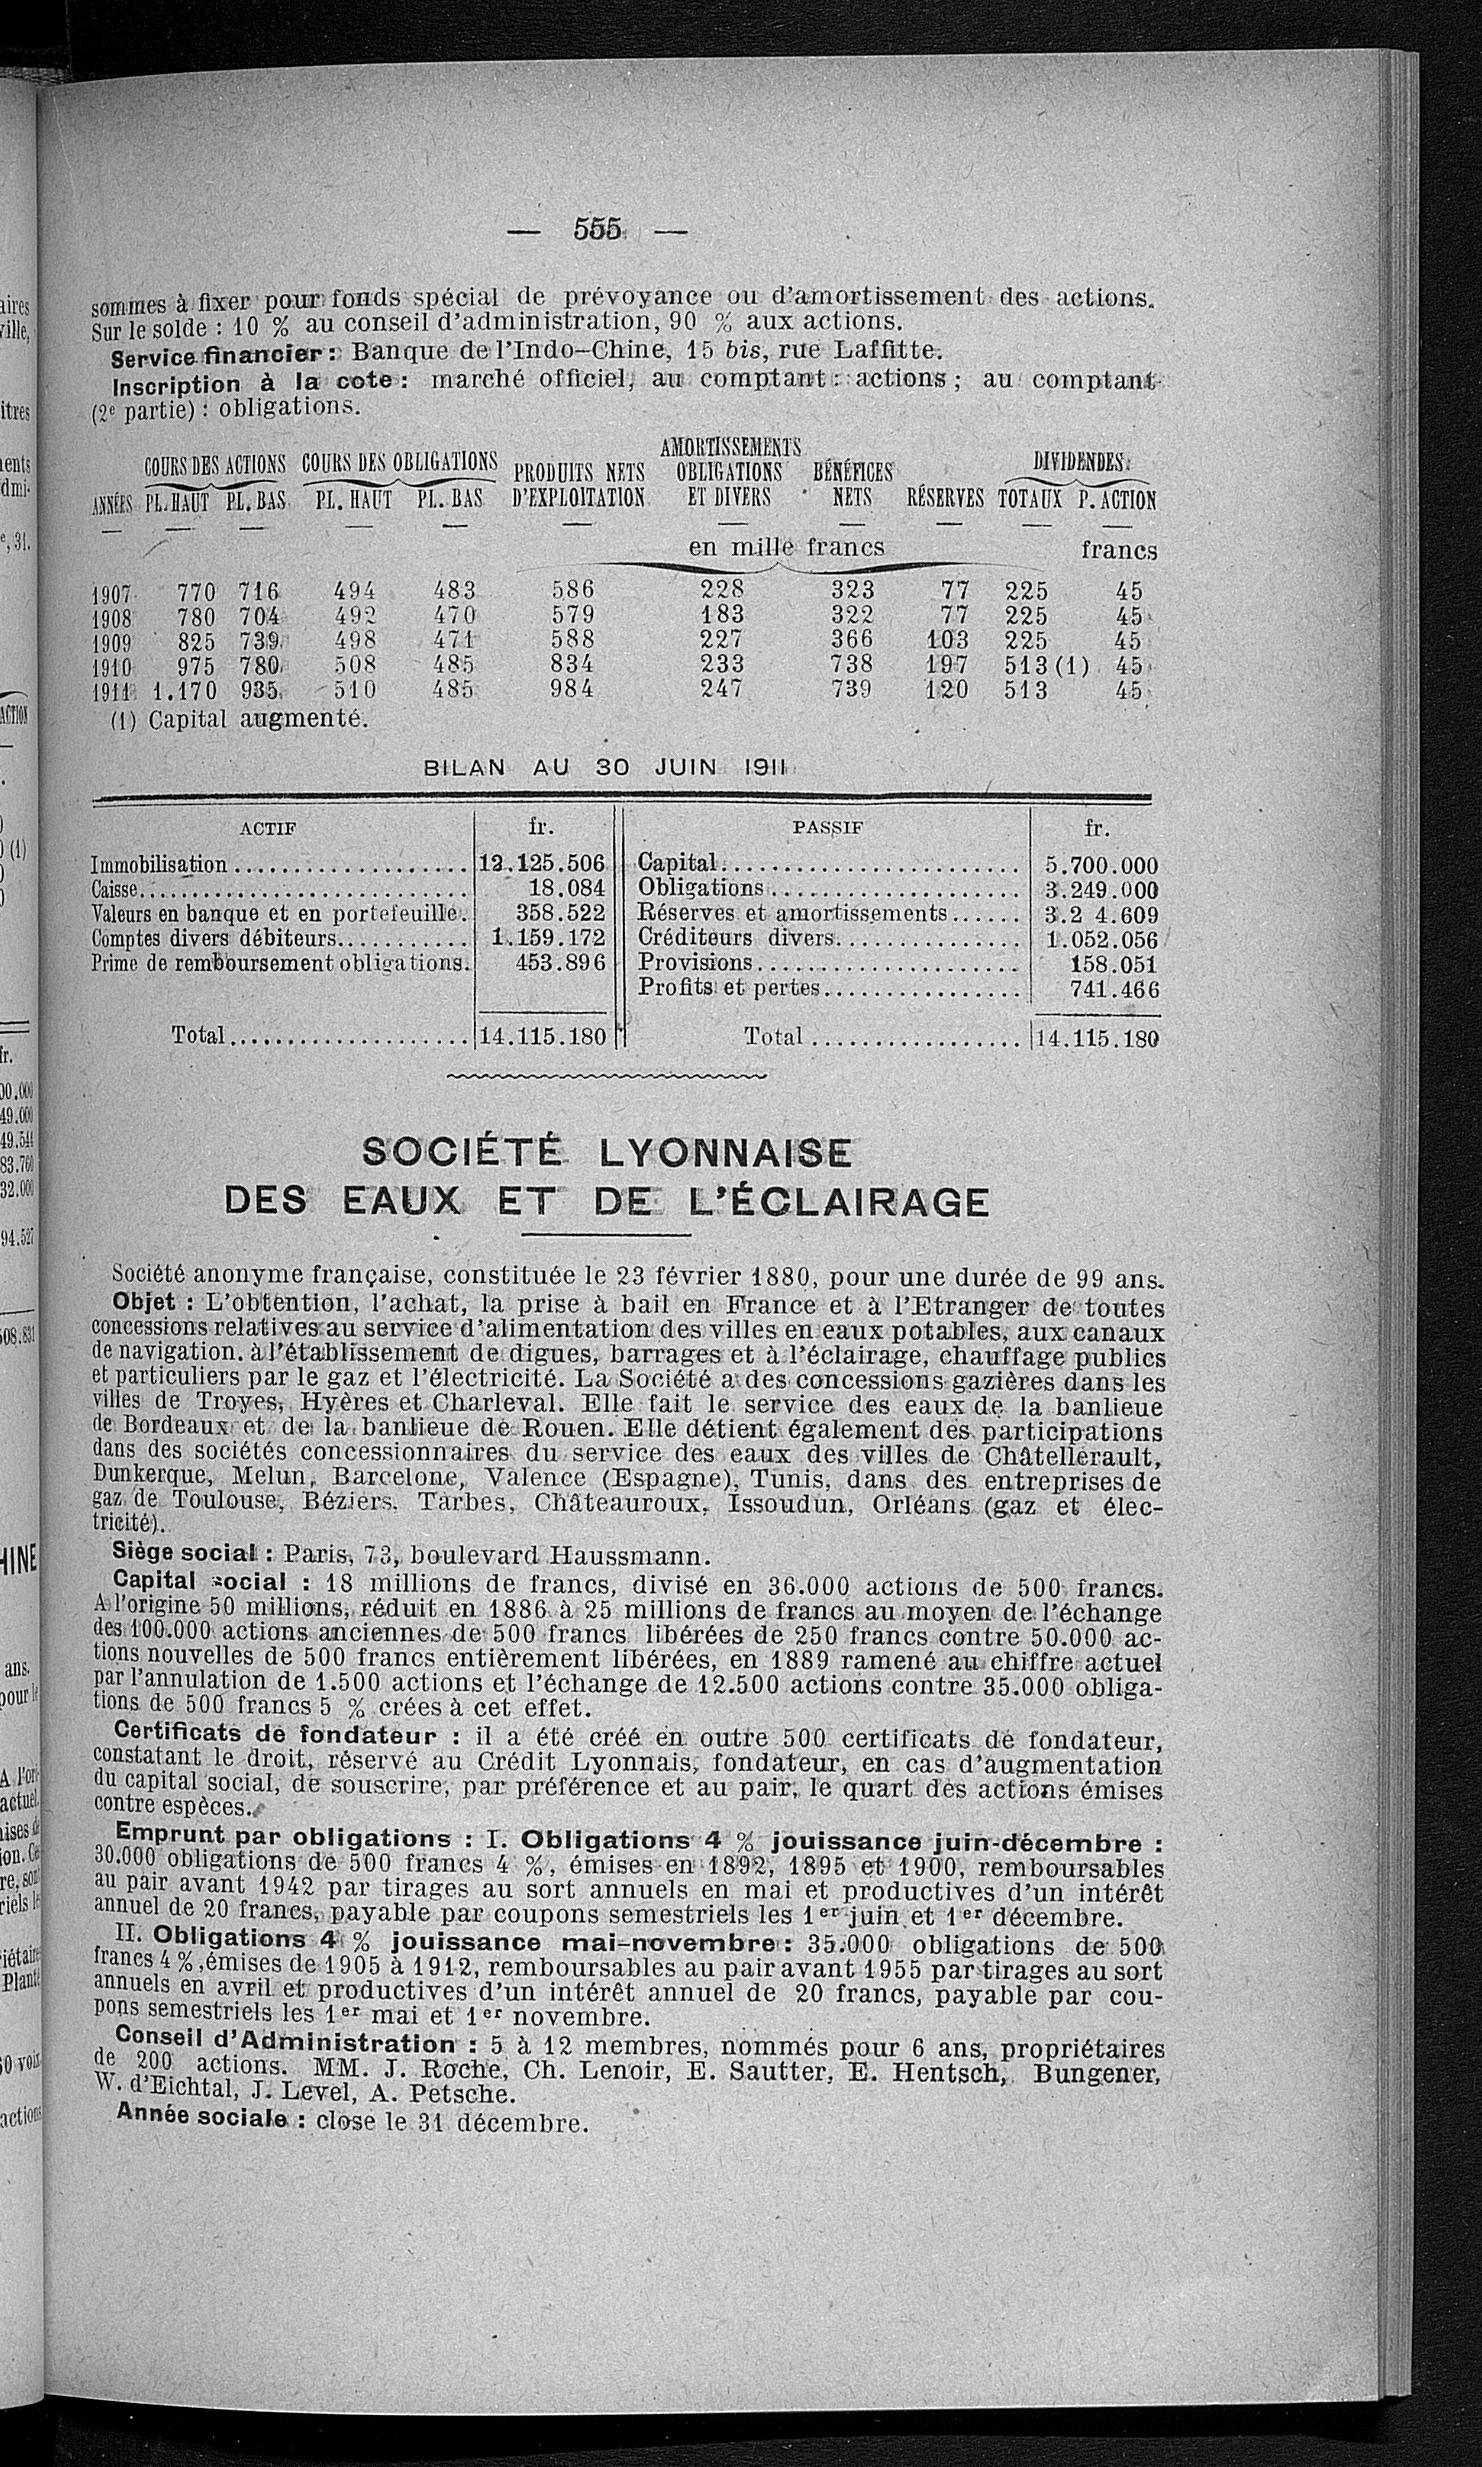 — 555 —
sommes à fixer pour fonds spécial de prévoyance ou d'amortissement des actions.
Sur le solde : 10 % au conseil d'administration, 90 % aux actions.
Service financier : Banque de l'Indo-Chine, 15 bis, rue Laffitte.
Inscription à la cote : marché officiel, au comptant : actions ; au comptant
(2e partie) : obligations.
COURS DES ACTIONS COURS DES OBLIGATIONS PRODUITS NETS AMORTISSEMENTS OBLIGATIONS BÉNÉFICES DIVIDENDES
ANNÉES PL. HAUT PL. BAS PL. HAUT PL. BAS D'EXPLOITATION ET DIVERS NETS RÉSERVES TOTAUX P. ACTION
en mille francs francs
1907 770 716 494 483 586 228 323 77 225 45
1908 780 704 492 470 579 183 322 77 225 45
1909 825 739 498 471 588 227 366 103 225 45
1910 975 780 508 485 834 233 738 197 513 (1) 45
1911 1.170 935 510 485 984 247 739 120 513 45
(1) Capital augmenté.
BILAN AU 30 JUIN 1911
ACTIF fr. PASSIF fr.
Immobilisation .................... 12.125.506 Capital .......................... 5.700.000
Caisse ............................ 18.084 Obligations ...................... 3.249.000
Valeurs en banque et en portefeuille. 358.522 Réserves et amortissements ...... 3.2 4.609
Comptes divers débiteurs ........... 1.159.172 Créditeurs divers ................ 1.052.056
Prime de remboursement obligations. 453.896 Provisions ....................... 158.051
Profits et pertes ................. 741.466
Total ..................... 14.115.180 Total .................. 14.115.180
SOCIÉTÉ LYONNAISE
DES EAUX ET DE L'ÉCLAIRAGE
Société anonyme française, constituée le 23 février 1880, pour une durée de 99 ans.
Objet : L'obtention, l'achat, la prise à bail en France et à l'Etranger de toutes
concessions relatives au service d'alimentation des villes en eaux potables, aux canaux
de navigation. à l'établissement de digues, barrages et à l'éclairage, chauffage publics
et particuliers par le gaz et l'électricité. La Société a des concessions gazières dans les
villes de Troyes, Hyères et Charleval. Elle fait le service des eaux de la banlieue
de Bordeaux et de la banlieue de Rouen. Elle détient également des participations
dans des sociétés concessionnaires du service des eaux des villes de Châtellerault,
Dunkerque, Melun, Barcelone, Valence (Espagne), Tunis, dans des entreprises de
gaz de Toulouse, Béziers, Tarbes, Châteauroux, Issoudun, Orléans (gaz et élec-
tricité).
Siège social : Paris, 73, boulevard Haussmann.
Capital social : 18 millions de francs, divisé en 36.000 actions de 500 francs.
A l'origine 50 millions, réduit en 1886 à 25 millions de francs au moyen de l'échange
des 100.000 actions anciennes de 500 francs libérées de 250 francs contre 50.000 ac-
tions nouvelles de 500 francs entièrement libérées, en 1889 ramené au chiffre actuel
par l'annulation de 1.500 actions et l'échange de 12.500 actions contre 35.000 obliga-
tions de 500 francs 5 % crées à cet effet.
Certificats de fondateur : il a été créé en outre 500 certificats de fondateur,
constatant le droit, réservé au Crédit Lyonnais, fondateur, en cas d'augmentation
du capital social, de souscrire, par préférence et au pair, le quart des actions émises
contre espèces.
Emprunt par obligations : I. Obligations 4 % jouissance juin-décembre :
30.000 obligations de 500 francs 4 %, émises en 1892, 1895 et 1900, remboursables
au pair avant 1942 par tirages au sort annuels en mai et productives d'un intérêt
annuel de 20 francs, payable par coupons semestriels les 1er juin et 1er décembre.
II. Obligations 4 % jouissance mai-novembre : 35.000 obligations de 500
francs 4 %, émises de 1905 à 1912, remboursables au pair avant 1955 par tirages au sort
annuels en avril et productives d'un intérêt annuel de 20 francs, payable par cou-
pons semestriels les 1er mai et 1er novembre.
Conseil d'Administration : 5 à 12 membres, nommés pour 6 ans, propriétaires
de 200 actions. MM. J. Roche, Ch. Lenoir, E. Sautter, E. Hentsch, Bungener,
W. d'Eichtal, J. Level, A. Petsche.
Année sociale : close le 31 décembre.